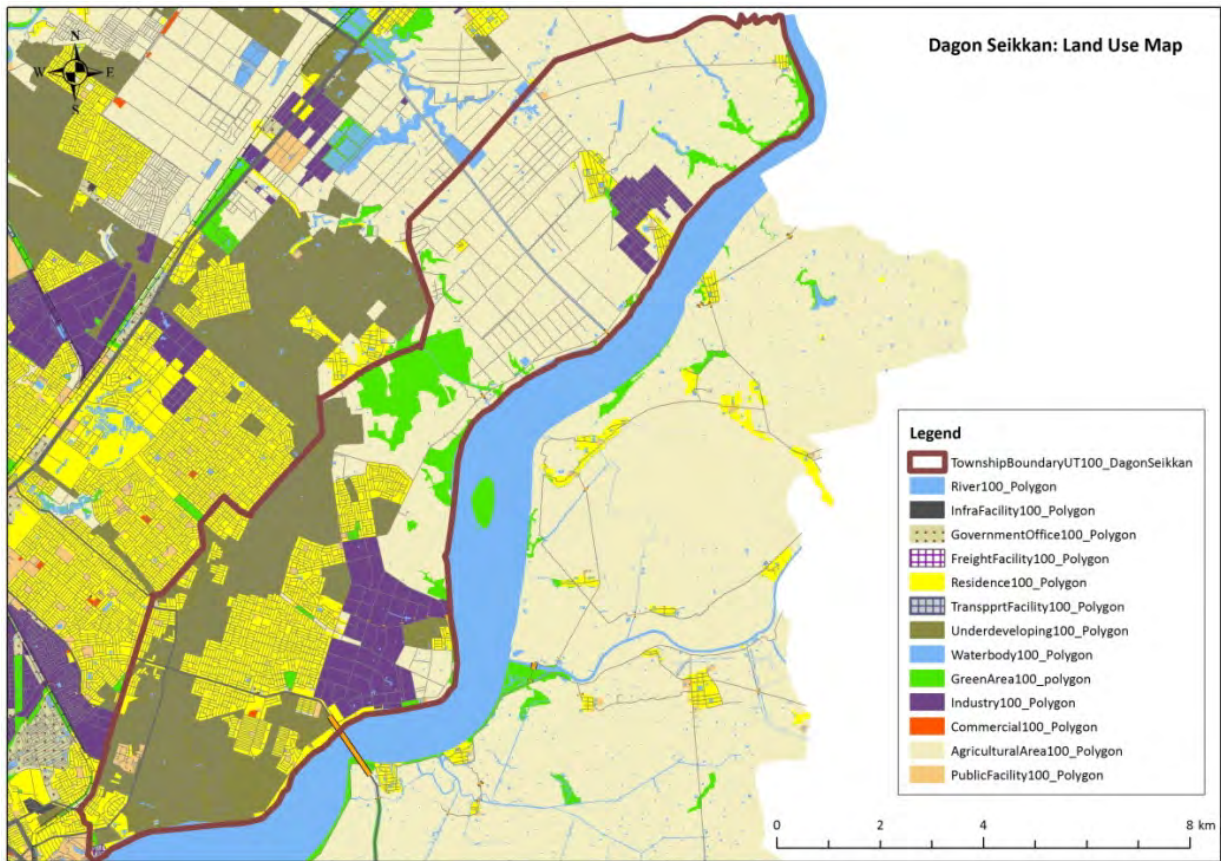 Dagon Seikkan: Land Use Map
N
W E
S
Legend
TownshipBoundaryUT100_DagonSeikkan
River100_Polygon
InfraFacility100_Polygon
GovernmentOffice100_Polygon
FreightFacility100_Polygon
Residence100_Polygon
TranspprtFacility100_Polygon
Underdeveloping100_Polygon
Waterbody100_Polygon
GreenArea100_polygon
Industry100_Polygon
Commercial100_Polygon
AgriculturalArea100_Polygon
PublicFacility100_Polygon
0 2 4 6 8 km